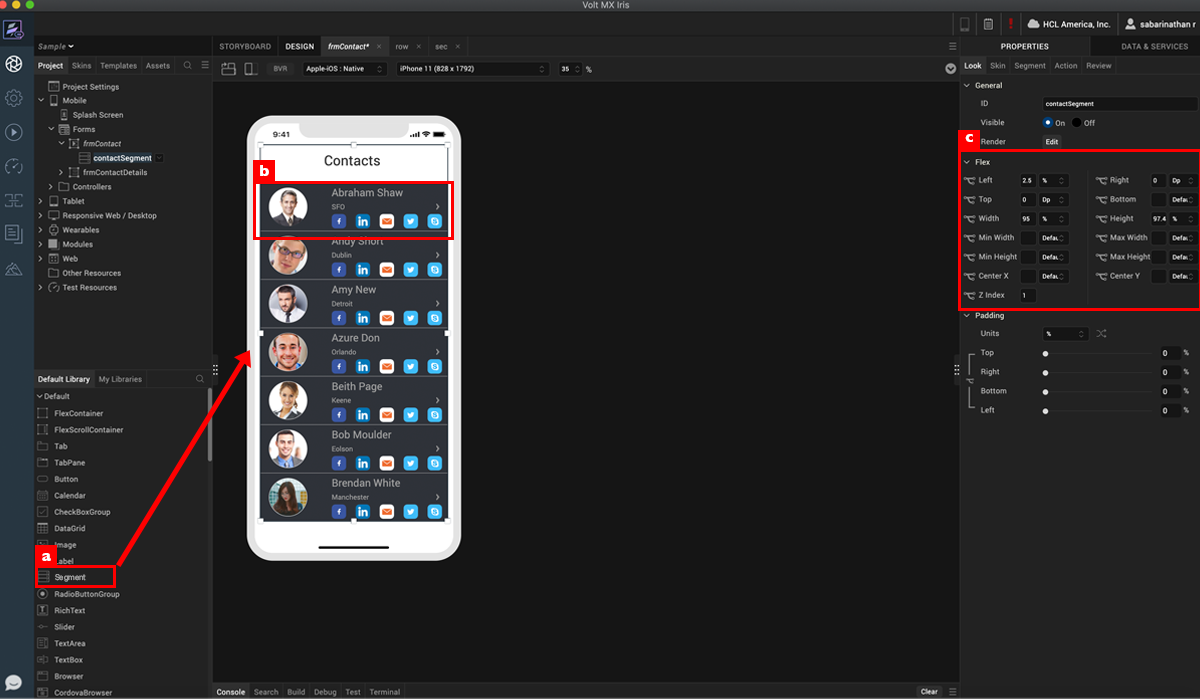 Volt MX Iris
HCL America, Inc.
sabarinathan r
Sample
STORYBOARD
DESIGN
frmContact*
row
sec
PROPERTIES
DATA & SERVICES
Project
Skins
Templates
Assets
BVR
Apple-iOS : Native
iPhone 11 (828 x 1792)
35
%
Look
Skin
Segment
Action
Review
Project Settings
Mobile
Splash Screen
Forms
frmContact
contactSegment
frmContactDetails
Controllers
Tablet
Responsive Web / Desktop
Wearables
Modules
Web
Other Resources
Test Resources
Default Library
My Libraries
Default
FlexContainer
FlexScrollContainer
Tab
TabPane
Button
Calendar
CheckBoxGroup
DataGrid
Image
a
Label
Segment
RadioButtonGroup
RichText
Slider
TextArea
TextBox
Browser
CordovaBrowser
9:41
Contacts
b
Abraham Shaw
SFO
Andy Short
Dublin
Amy New
Detroit
Azure Don
Orlando
Beith Page
Keene
Bob Moulder
Eolson
Brendan White
Manchester
Console
Search
Build
Debug
Test
Terminal
Clear
General
ID
contactSegment
Visible
On
Off
c
Render
Edit
Flex
Left 2.5 % Right 0 Dp
Top 0 Dp Bottom Defau
Width 95 % Height 97.4 %
Min Width Defau Max Width Defau
Min Height Defau Max Height Defau
Center X Defau Center Y Defau
Z Index 1
Padding
Units %
Top 0 %
Right 0 %
Bottom 0 %
Left 0 %